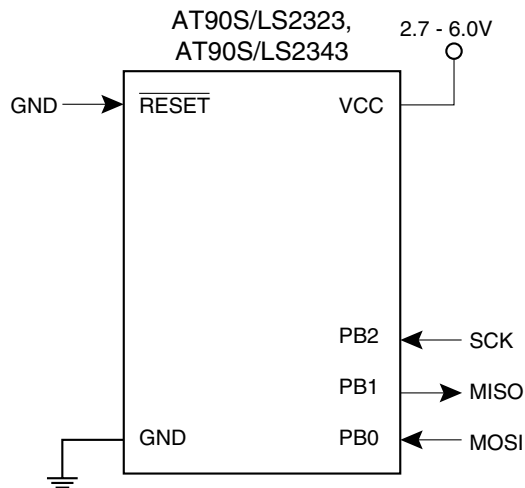 AT90S/LS2323,
AT90S/LS2343
2.7 - 6.0V
GND
RESET
VCC
PB2
SCK
PB1
MISO
GND
PB0
MOSI